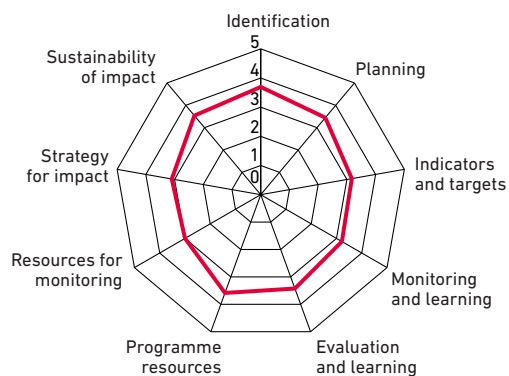 Identification
5
4
3
2
1
0
Planning
Indicators
and targets
Monitoring
and learning
Evaluation
and learning
Programme
resources
Resources for
monitoring
Strategy
for impact
Sustainability
of impact